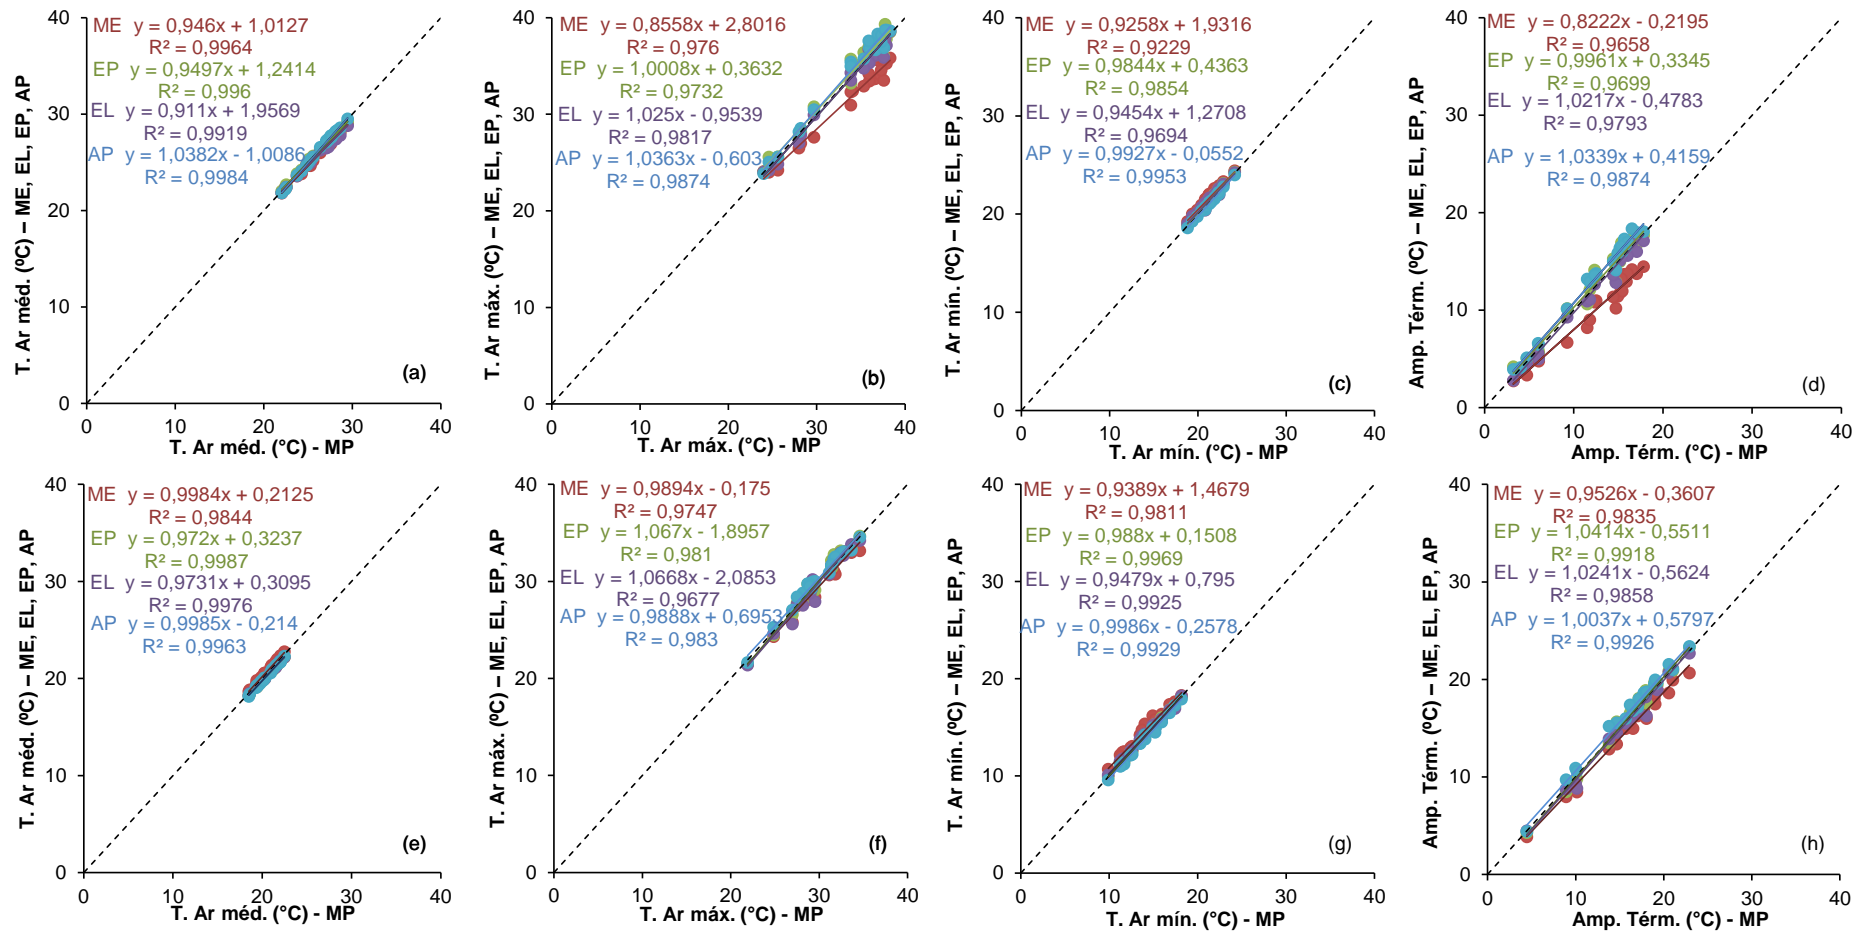 T. Ar méd. (ºC) – ME, EL, EP, AP
40
30
20
10
0
ME y = 0,946x + 1,0127
R² = 0,9964
EP y = 0,9497x + 1,2414
R² = 0,996
EL y = 0,911x + 1,9569
R² = 0,9919
AP y = 1,0382x - 1,0086
R² = 0,9984
(a)
0 10 20 30 40
T. Ar méd. (°C) - MP
T. Ar máx. (ºC) – ME, EL, EP, AP
40
30
20
10
0
ME y = 0,8558x + 2,8016
R² = 0,976
EP y = 1,0008x + 0,3632
R² = 0,9732
EL y = 1,025x - 0,9539
R² = 0,9817
AP y = 1,0363x - 0,603
R² = 0,9874
(b)
0 10 20 30 40
T. Ar máx. (°C) - MP
T. Ar mín. (ºC) – ME, EL, EP, AP
40
30
20
10
0
ME y = 0,9258x + 1,9316
R² = 0,9229
EP y = 0,9844x + 0,4363
R² = 0,9854
EL y = 0,9454x + 1,2708
R² = 0,9694
AP y = 0,9927x - 0,0552
R² = 0,9953
(c)
0 10 20 30 40
T. Ar mín. (°C) - MP
Amp. Térm. (ºC) – ME, EL, EP, AP
40
30
20
10
0
ME y = 0,8222x - 0,2195
R² = 0,9658
EP y = 0,9961x + 0,3345
R² = 0,9699
EL y = 1,0217x - 0,4783
R² = 0,9793
AP y = 1,0339x + 0,4159
R² = 0,9874
(d)
0 10 20 30 40
Amp. Térm. (°C) - MP
T. Ar méd. (ºC) – ME, EL, EP, AP
40
30
20
10
0
ME y = 0,9984x + 0,2125
R² = 0,9844
EP y = 0,972x + 0,3237
R² = 0,9987
EL y = 0,9731x + 0,3095
R² = 0,9976
AP y = 0,9985x - 0,214
R² = 0,9963
(e)
0 10 20 30 40
T. Ar méd. (°C) - MP
T. Ar máx. (ºC) – ME, EL, EP, AP
40
30
20
10
0
ME y = 0,9894x - 0,175
R² = 0,9747
EP y = 1,067x - 1,8957
R² = 0,981
EL y = 1,0668x - 2,0853
R² = 0,9677
AP y = 0,9888x + 0,6953
R² = 0,983
(f)
0 10 20 30 40
T. Ar máx. (°C) - MP
T. Ar mín. (ºC) – ME, EL, EP, AP
40
30
20
10
0
ME y = 0,9389x + 1,4679
R² = 0,9811
EP y = 0,988x + 0,1508
R² = 0,9969
EL y = 0,9479x + 0,795
R² = 0,9925
AP y = 0,9986x - 0,2578
R² = 0,9929
(g)
0 10 20 30 40
T. Ar mín. (°C) - MP
Amp. Térm. (ºC) – ME, EL, EP, AP
40
30
20
10
0
ME y = 0,9526x - 0,3607
R² = 0,9835
EP y = 1,0414x - 0,5511
R² = 0,9918
EL y = 1,0241x - 0,5624
R² = 0,9858
AP y = 1,0037x + 0,5797
R² = 0,9926
(h)
0 10 20 30 40
Amp. Térm. (°C) - MP